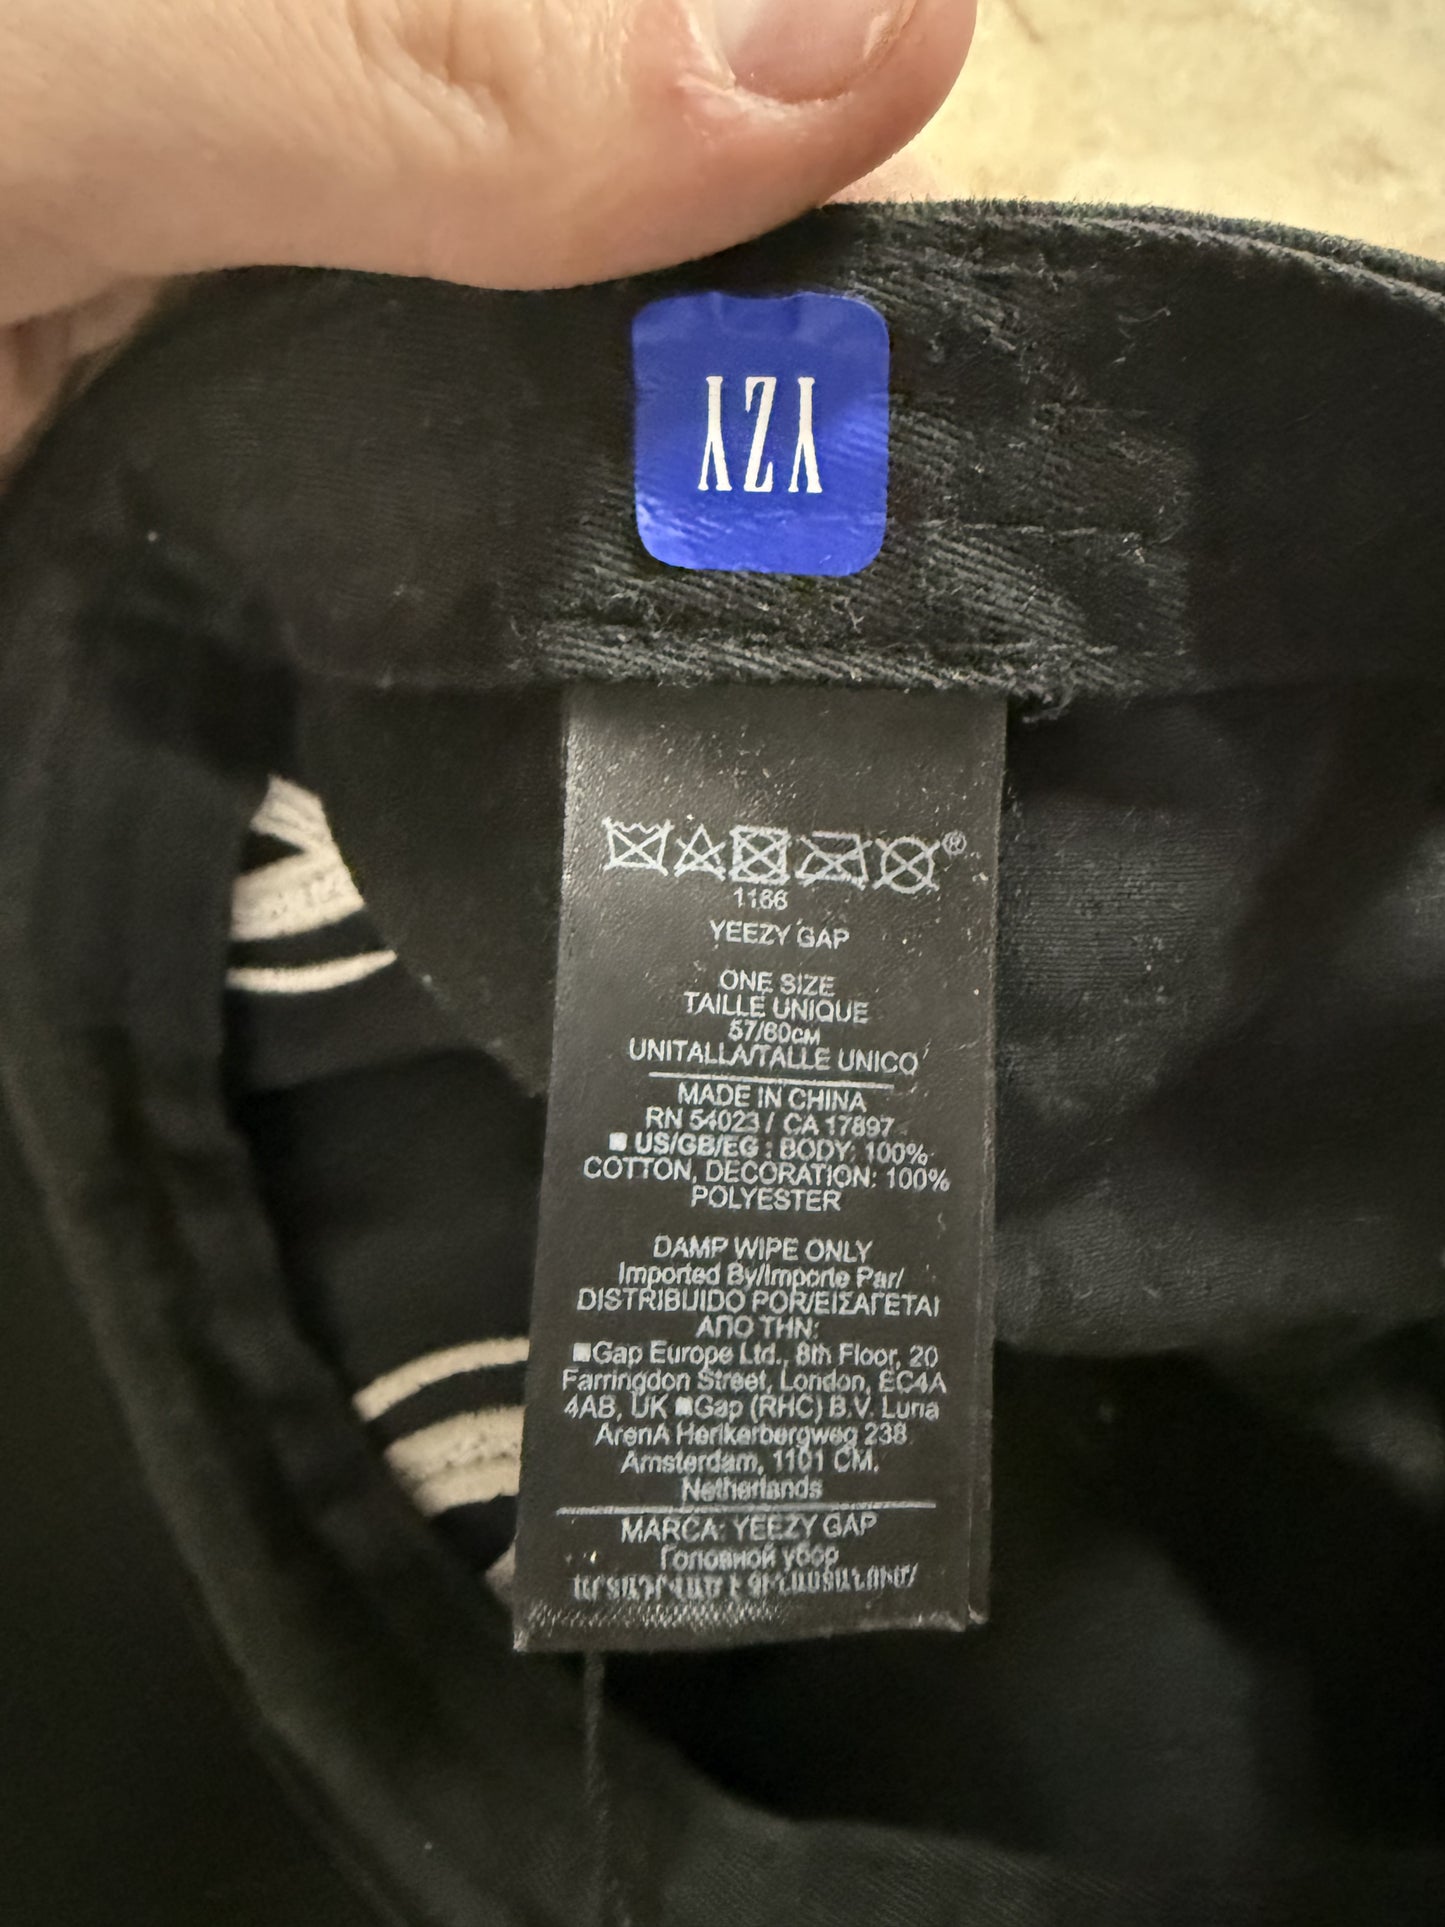 YZY
®
1166
YEEZY GAP
ONE SIZE
TAILLE UNIQUE
57/60CM
UNITALLA/TALLE UNICO
MADE IN CHINA
RN 54023 / CA 17897
US/GB/EG : BODY: 100%
COTTON, DECORATION: 100%
POLYESTER
DAMP WIPE ONLY
Imported By/Importe Par/
DISTRIBUIDO POR/ΕΙΣΑΓΕΤΑΙ
ΑΠΟ ΤΗΝ:
Gap Europe Ltd., 8th Floor, 20
Farringdon Street, London, EC4A
4AB, UK Gap (RHC) B.V. Luna
ArenA Herikerbergweg 238
Amsterdam, 1101 CM,
Netherlands
MARCA: YEEZY GAP
Головной убор